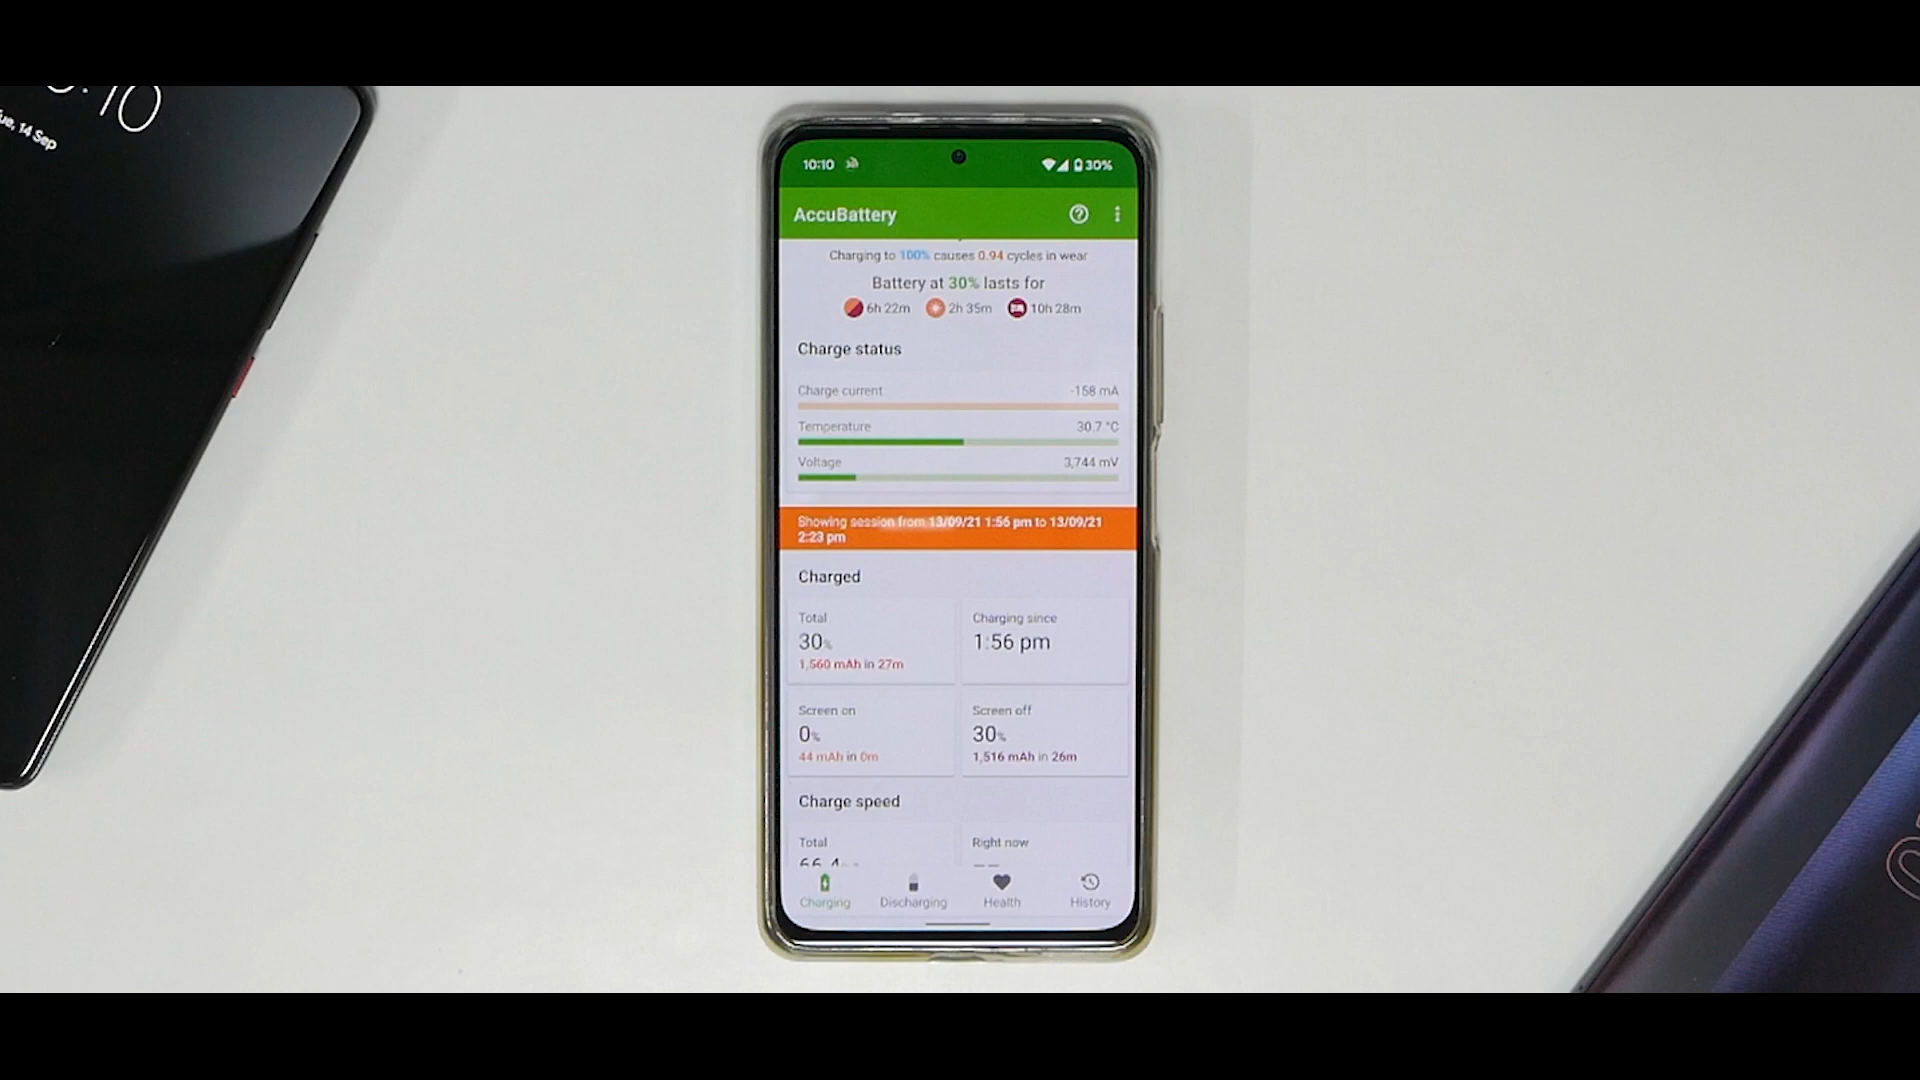 :10
ue, 14 Sep
10:10
30%
AccuBattery
Charging to 100% causes 0.94 cycles in wear
Battery at 30% lasts for
6h 22m 2h 35m 10h 28m
Charge status
Charge current -158 mA
Temperature 30.7 °C
Voltage 3,744 mV
Showing session from 13/09/21 1:56 pm to 13/09/21
2:23 pm
Charged
Total
30%
1,560 mAh in 27m
Charging since
1:56 pm
Screen on
0%
44 mAh in 0m
Screen off
30%
1,516 mAh in 26m
Charge speed
Total
66.4
Right now
Charging Discharging Health History